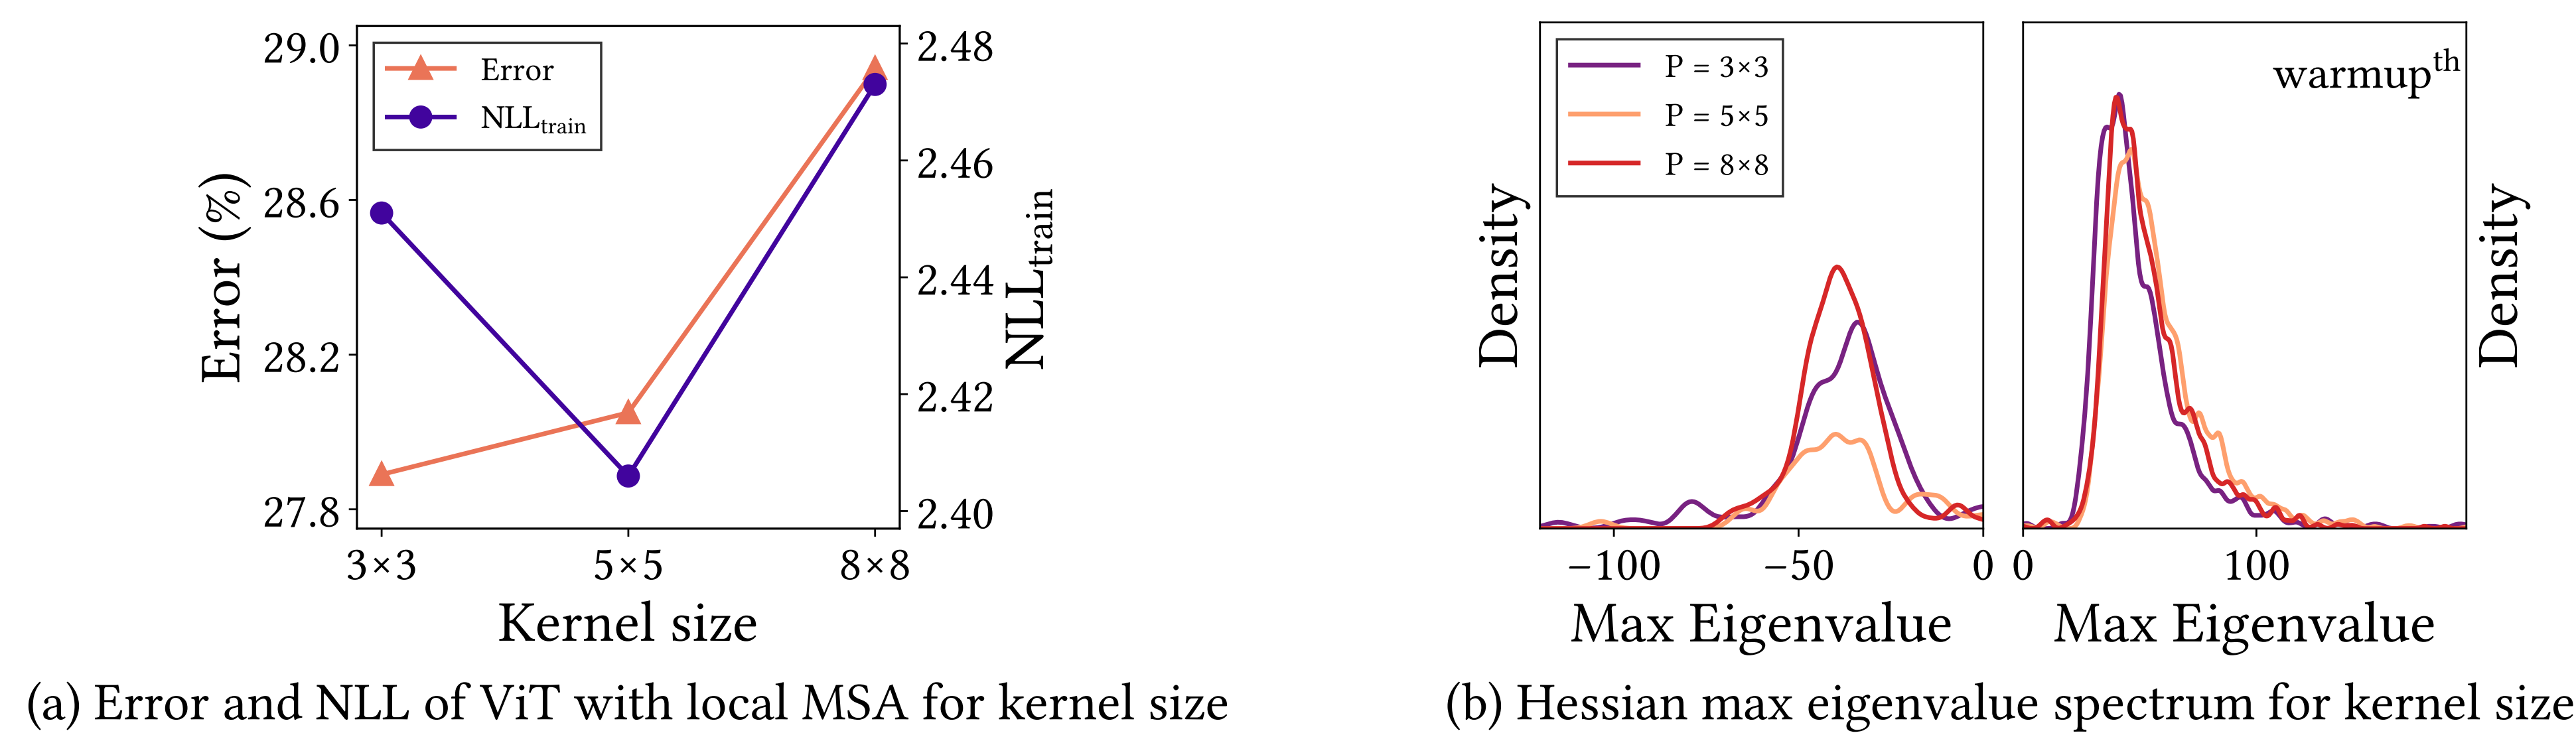 29.0
28.6
28.2
27.8
Error (%)
Error
NLLtrain
2.48
2.46
2.44
2.42
2.40
NLLtrain
3×3
5×5
8×8
Kernel size
(a) Error and NLL of ViT with local MSA for kernel size
Density
P = 3×3
P = 5×5
P = 8×8
−100
−50
0
Max Eigenvalue
warmupth
0
100
Max Eigenvalue
Density
(b) Hessian max eigenvalue spectrum for kernel size